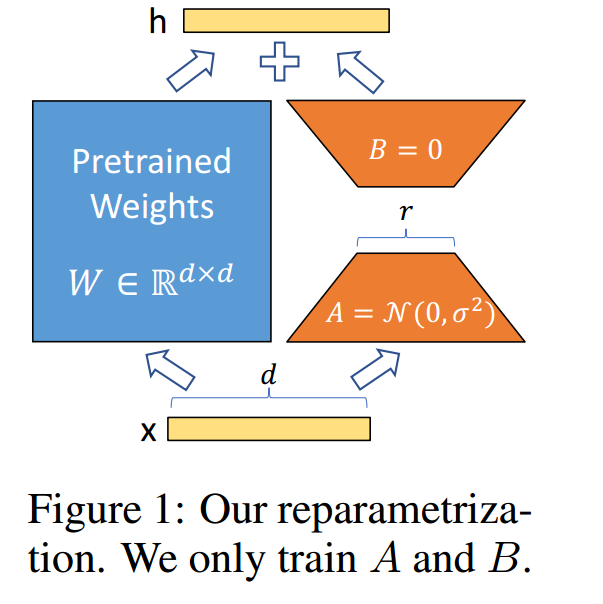 h
Pretrained
Weights
W ∈ ℝ^{d×d}
B = 0
r
A = 𝒩(0, σ²)
d
x
Figure 1: Our reparametriza-
tion. We only train A and B.